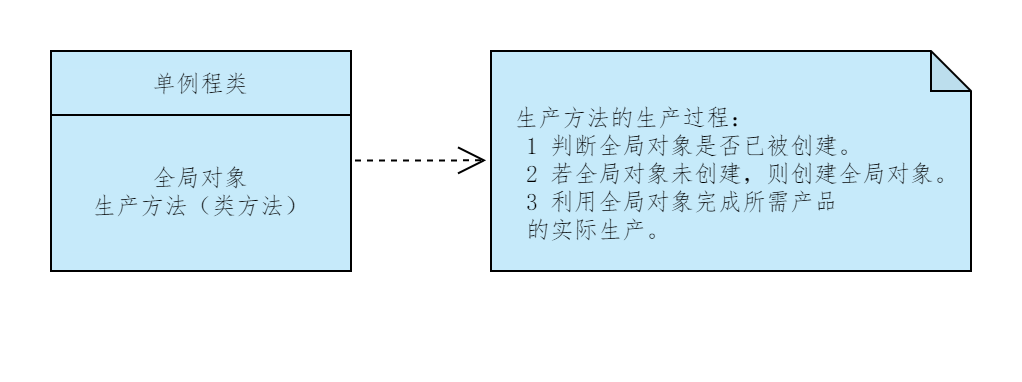 单例程类
全局对象
生产方法（类方法）
生产方法的生产过程：
1 判断全局对象是否已被创建。
2 若全局对象未创建，则创建全局对象。
3 利用全局对象完成所需产品
的实际生产。